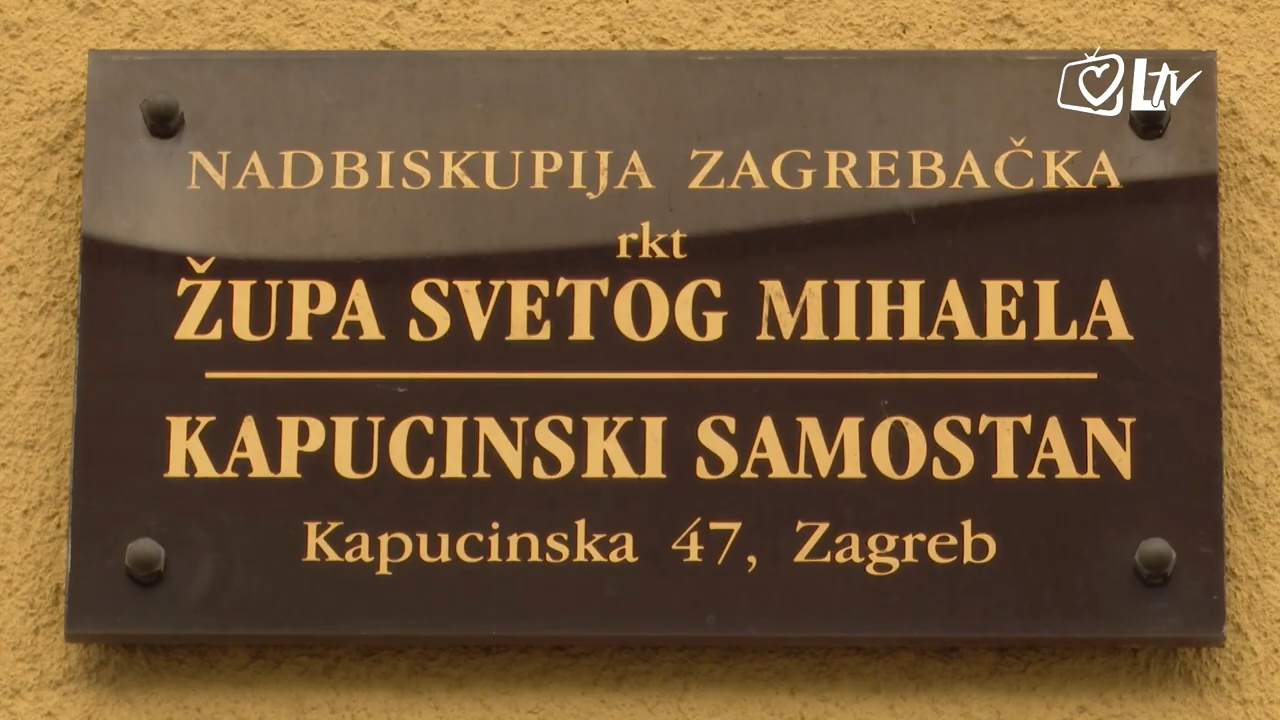 LTV
NADBISKUPIJA ZAGREBAČKA
rkt
ŽUPA SVETOG MIHAELA
KAPUCINSKI SAMOSTAN
Kapucinska 47, Zagreb